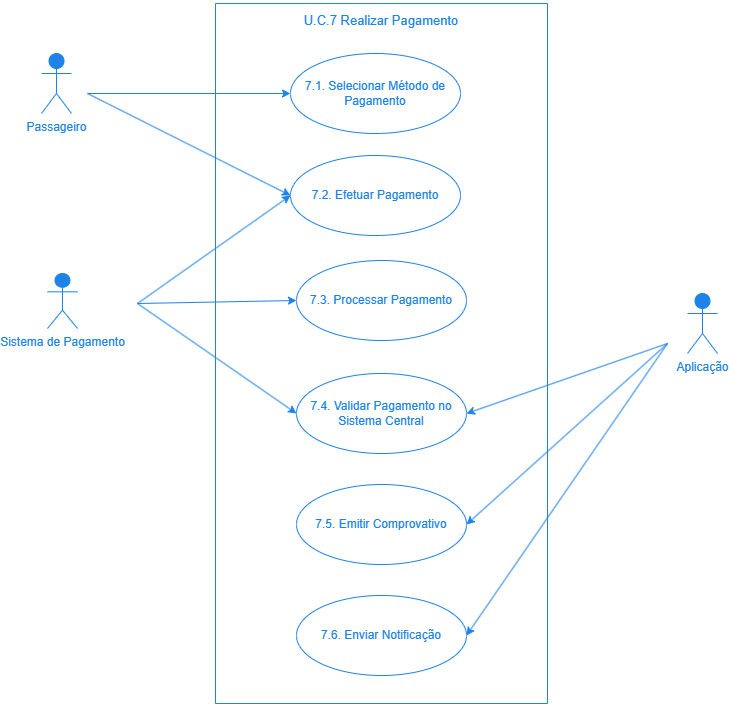 U.C.7 Realizar Pagamento
7.1. Selecionar Método de
Pagamento
Passageiro
7.2. Efetuar Pagamento
7.3. Processar Pagamento
Sistema de Pagamento
Aplicação
7.4. Validar Pagamento no
Sistema Central
7.5. Emitir Comprovativo
7.6. Enviar Notificação